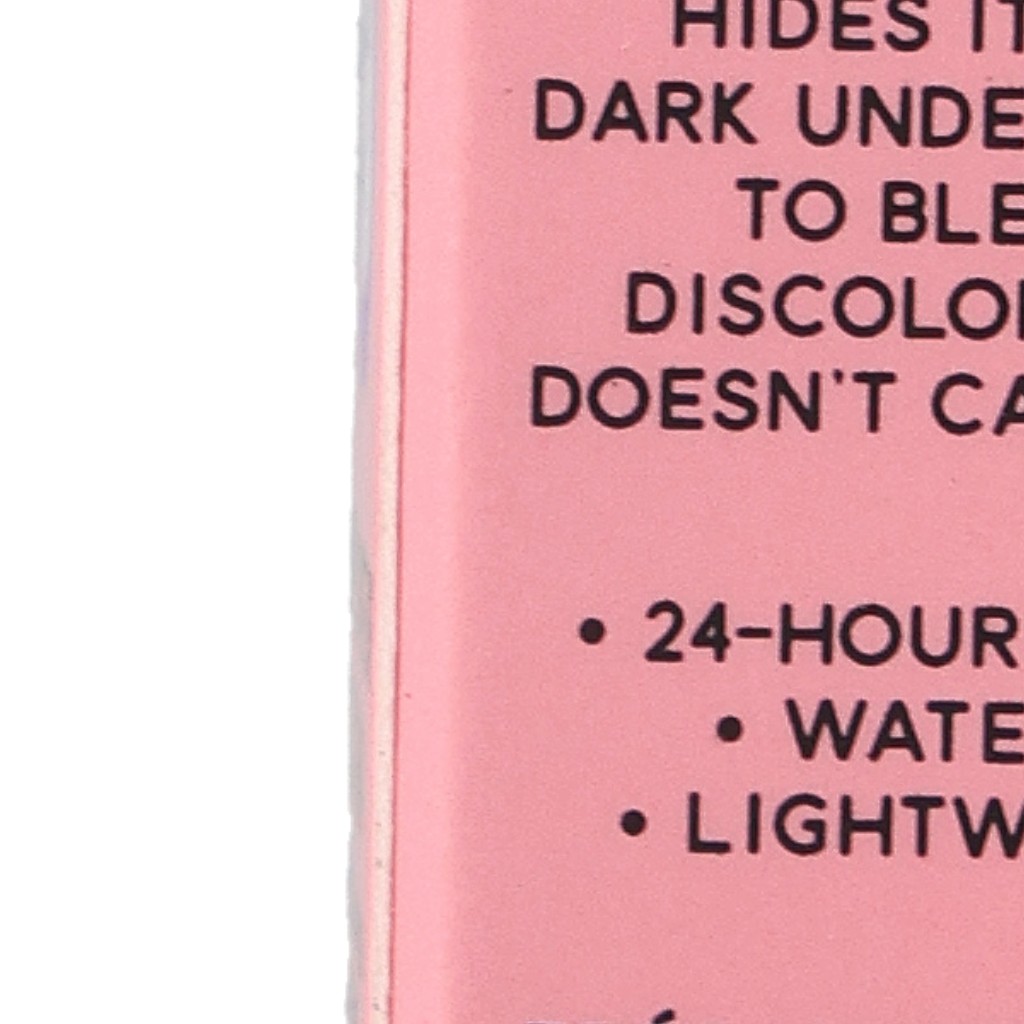 HIDES IT
DARK UNDE
TO BLE
DISCOLO
DOESN'T CA
• 24-HOUR
• WATE
• LIGHTW